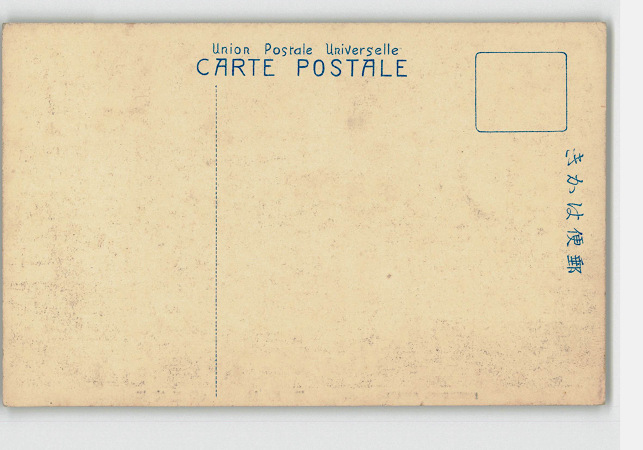 Union Postale Universelle
CARTE POSTALE
きかは便郵